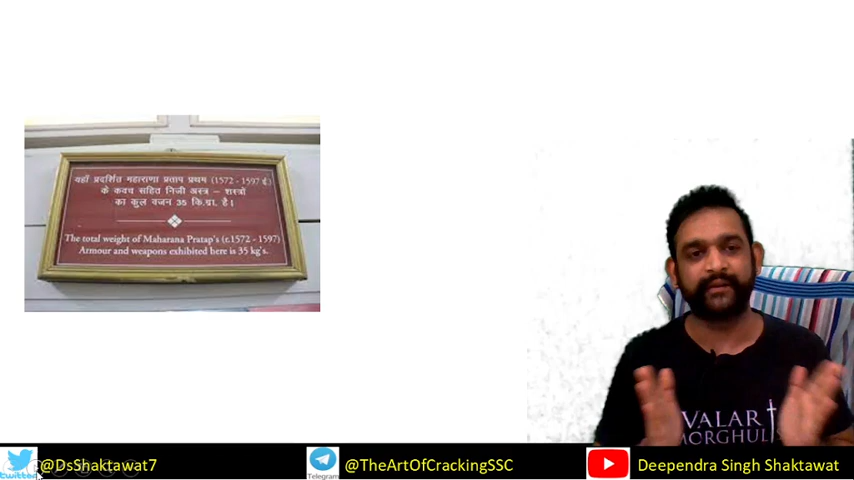 यहाँ प्रदर्शित महाराणा प्रताप प्रथम (1572 - 1597 ई)
के कवच सहित निजी अस्त्र - शस्त्रों
का कुल वजन 35 कि.ग्रा. है।
The total weight of Maharana Pratap's (r.1572 - 1597)
Armour and weapons exhibited here is 35 kg's.
VALAR
MORGHUL
twitter
@DsShaktawat7
Telegram
@TheArtOfCrackingSSC
Deependra Singh Shaktawat